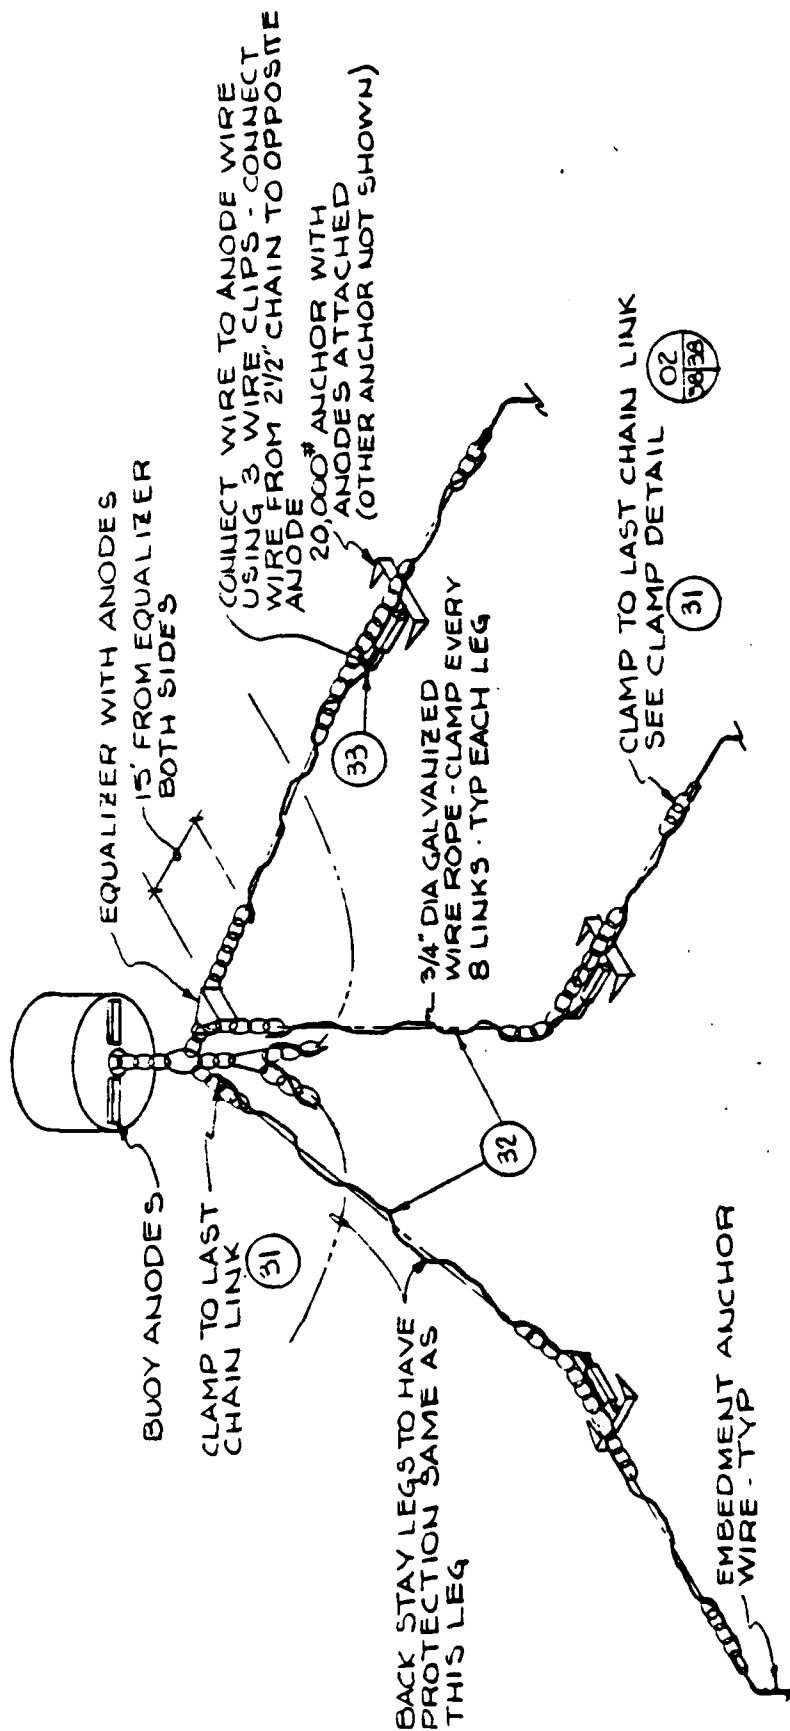 BUOY ANODES
EQUALIZER WITH ANODES
15' FROM EQUALIZER
BOTH SIDES
CLAMP TO LAST
CHAIN LINK
31
CONNECT WIRE TO ANODE WIRE
USING 3 WIRE CLIPS - CONNECT
WIRE FROM 2 1/2" CHAIN TO OPPOSITE
ANODE
20,000# ANCHOR WITH
ANODES ATTACHED
(OTHER ANCHOR NOT SHOWN)
33
BACK STAY LEGS TO HAVE
PROTECTION SAME AS
THIS LEG
3/4" DIA GALVANIZED
WIRE ROPE - CLAMP EVERY
8 LINKS - TYP EACH LEG
32
CLAMP TO LAST CHAIN LINK
SEE CLAMP DETAIL
02
38 38
31
EMBEDMENT ANCHOR
WIRE - TYP